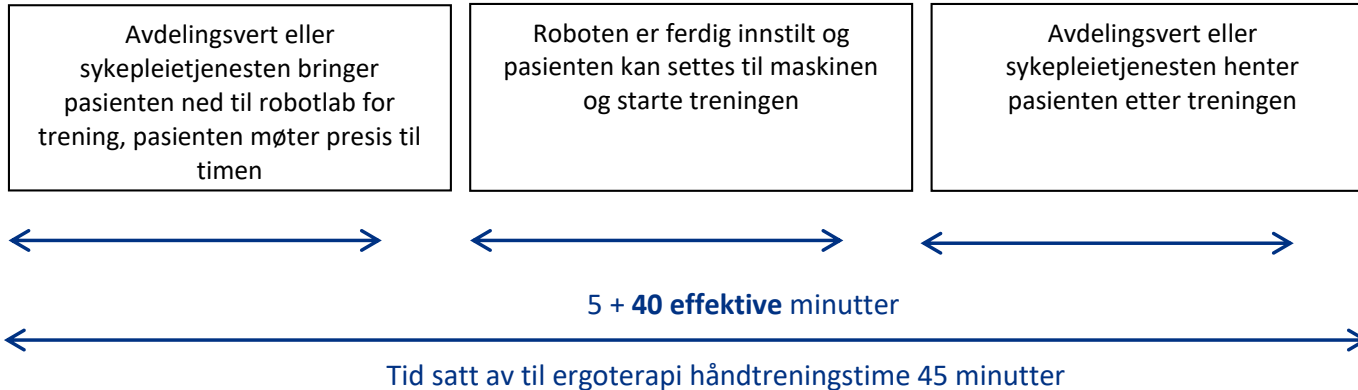 Avdelingsvert eller
sykepleietjenesten bringer
pasienten ned til robotlab for
trening, pasienten møter presis til
timen
Roboten er ferdig innstilt og
pasienten kan settes til maskinen
og starte treningen
Avdelingsvert eller
sykepleietjenesten henter
pasienten etter treningen
5 + 40 effektive minutter
Tid satt av til ergoterapi håndtreningstime 45 minutter